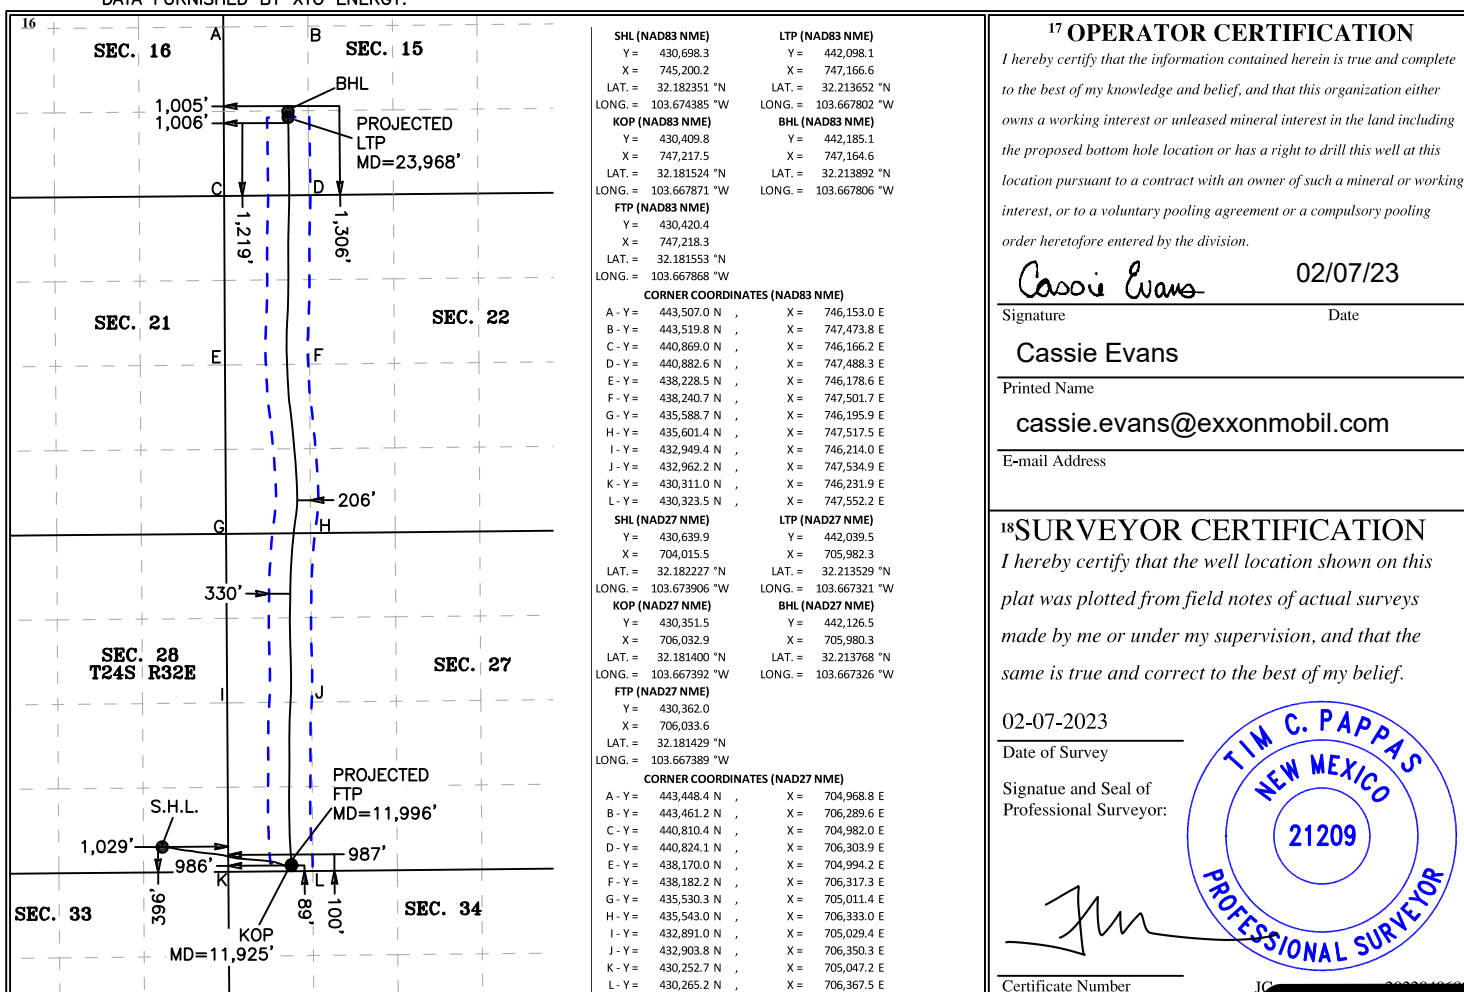 DATA FURNISHED BY XTO ENERGY.
16
A
B
SEC. 16
SEC. 15
BHL
1,005'
1,006'
PROJECTED
LTP
MD=23,968'
C
D
1,219'
1,306'
SEC. 21
SEC. 22
E
F
206'
G
H
330'
SEC. 28
T24S R32E
SEC. 27
I
J
PROJECTED
FTP
MD=11,996'
S.H.L.
1,029'
987'
986'
K
L
396'
89'
100'
SEC. 33
SEC. 34
KOP
MD=11,925'
SHL (NAD83 NME)
Y = 430,698.3
X = 745,200.2
LAT. = 32.182351 °N
LONG. = 103.674385 °W
LTP (NAD83 NME)
Y = 442,098.1
X = 747,166.6
LAT. = 32.213652 °N
LONG. = 103.667802 °W
KOP (NAD83 NME)
Y = 430,409.8
X = 747,217.5
LAT. = 32.181524 °N
LONG. = 103.667871 °W
BHL (NAD83 NME)
Y = 442,185.1
X = 747,164.6
LAT. = 32.213892 °N
LONG. = 103.667806 °W
FTP (NAD83 NME)
Y = 430,420.4
X = 747,218.3
LAT. = 32.181553 °N
LONG. = 103.667868 °W
CORNER COORDINATES (NAD83 NME)
A - Y = 443,507.0 N , X = 746,153.0 E
B - Y = 443,519.8 N , X = 747,473.8 E
C - Y = 440,869.0 N , X = 746,166.2 E
D - Y = 440,882.6 N , X = 747,488.3 E
E - Y = 438,228.5 N , X = 746,178.6 E
F - Y = 438,240.7 N , X = 747,501.7 E
G - Y = 435,588.7 N , X = 746,195.9 E
H - Y = 435,601.4 N , X = 747,517.5 E
I - Y = 432,949.4 N , X = 746,214.0 E
J - Y = 432,962.2 N , X = 747,534.9 E
K - Y = 430,311.0 N , X = 746,231.9 E
L - Y = 430,323.5 N , X = 747,552.2 E
SHL (NAD27 NME)
Y = 430,639.9
X = 704,015.5
LAT. = 32.182227 °N
LONG. = 103.673906 °W
LTP (NAD27 NME)
Y = 442,039.5
X = 705,982.3
LAT. = 32.213529 °N
LONG. = 103.667321 °W
KOP (NAD27 NME)
Y = 430,351.5
X = 706,032.9
LAT. = 32.181400 °N
LONG. = 103.667392 °W
BHL (NAD27 NME)
Y = 442,126.5
X = 705,980.3
LAT. = 32.213768 °N
LONG. = 103.667326 °W
FTP (NAD27 NME)
Y = 430,362.0
X = 706,033.6
LAT. = 32.181429 °N
LONG. = 103.667389 °W
CORNER COORDINATES (NAD27 NME)
A - Y = 443,448.4 N , X = 704,968.8 E
B - Y = 443,461.2 N , X = 706,289.6 E
C - Y = 440,810.4 N , X = 704,982.0 E
D - Y = 440,824.1 N , X = 706,303.9 E
E - Y = 438,170.0 N , X = 704,994.2 E
F - Y = 438,182.2 N , X = 706,317.3 E
G - Y = 435,530.3 N , X = 705,011.4 E
H - Y = 435,543.0 N , X = 706,333.0 E
I - Y = 432,891.0 N , X = 705,029.4 E
J - Y = 432,903.8 N , X = 706,350.3 E
K - Y = 430,252.7 N , X = 705,047.2 E
L - Y = 430,265.2 N , X = 706,367.5 E
17 OPERATOR CERTIFICATION
I hereby certify that the information contained herein is true and complete
to the best of my knowledge and belief, and that this organization either
owns a working interest or unleased mineral interest in the land including
the proposed bottom hole location or has a right to drill this well at this
location pursuant to a contract with an owner of such a mineral or working
interest, or to a voluntary pooling agreement or a compulsory pooling
order heretofore entered by the division.
Cassie Evans 02/07/23
Signature Date
Cassie Evans
Printed Name
cassie.evans@exxonmobil.com
E-mail Address
18 SURVEYOR CERTIFICATION
I hereby certify that the well location shown on this
plat was plotted from field notes of actual surveys
made by me or under my supervision, and that the
same is true and correct to the best of my belief.
02-07-2023
Date of Survey
Signatue and Seal of
Professional Surveyor:
TIM C. PAPPAS
NEW MEXICO
21209
PROFESSIONAL SURVEYOR
Certificate Number